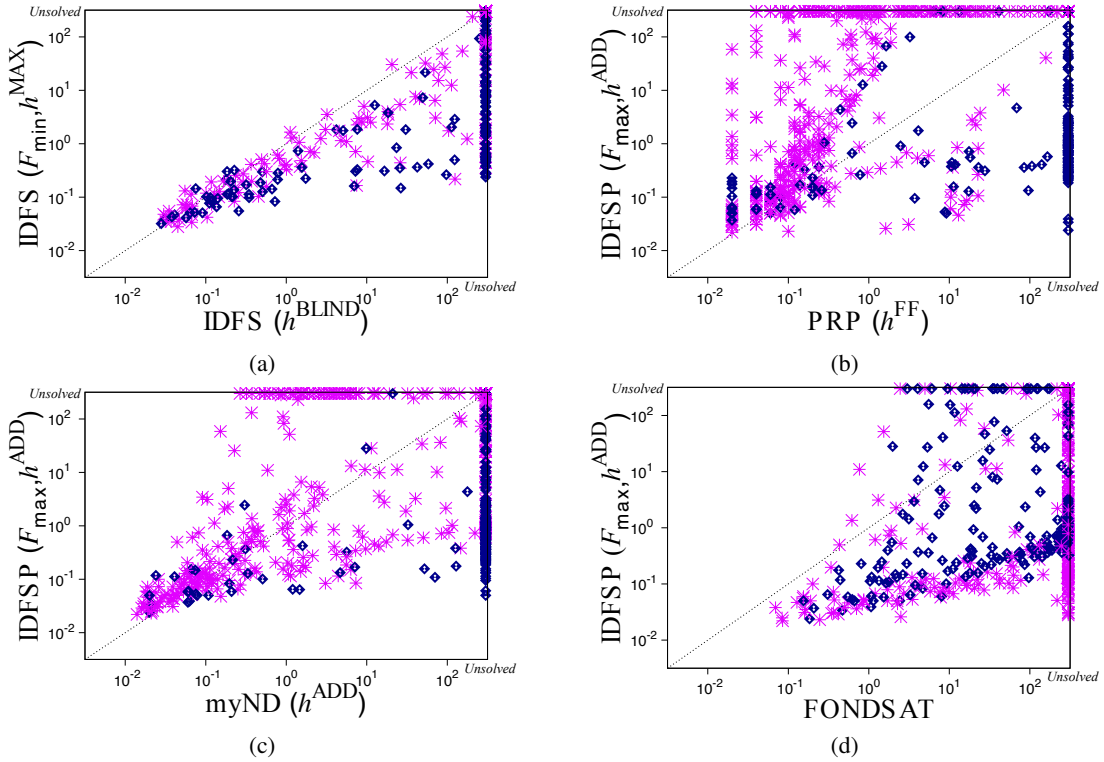 Unsolved
10^2
10^1
10^0
10^-1
10^-2
IDFS (F_min, h^MAX)
10^-2 10^-1 10^0 10^1 10^2
Unsolved
IDFS (h^BLIND)
(a)
Unsolved
10^2
10^1
10^0
10^-1
10^-2
IDFSP (F_max, h^ADD)
10^-2 10^-1 10^0 10^1 10^2
Unsolved
PRP (h^FF)
(b)
Unsolved
10^2
10^1
10^0
10^-1
10^-2
IDFSP (F_max, h^ADD)
10^-2 10^-1 10^0 10^1 10^2
Unsolved
myND (h^ADD)
(c)
Unsolved
10^2
10^1
10^0
10^-1
10^-2
IDFSP (F_max, h^ADD)
10^-2 10^-1 10^0 10^1 10^2
Unsolved
FONDSAT
(d)